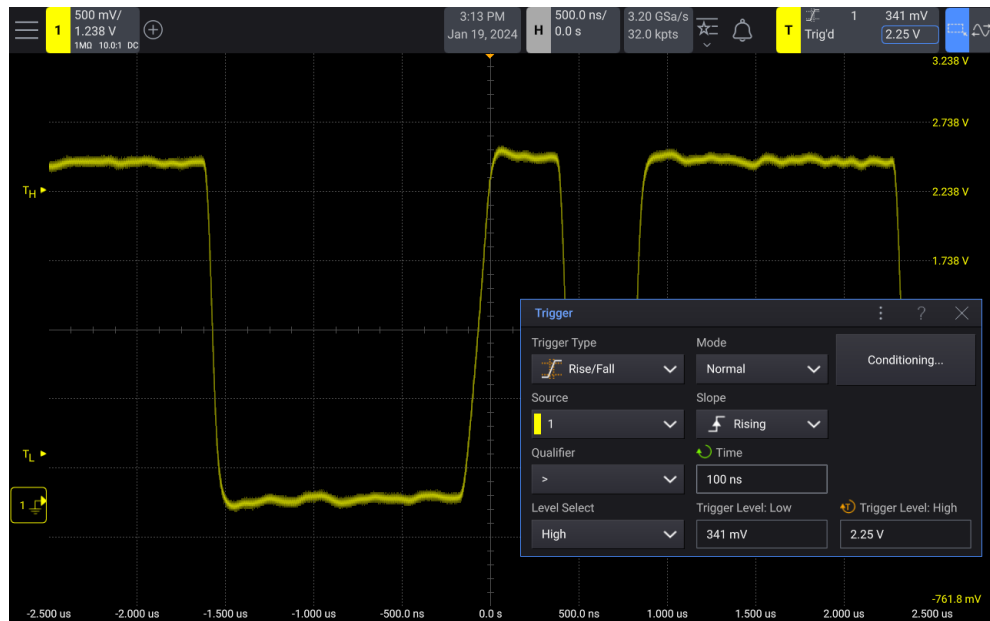 1
500 mV/
1.238 V
1MΩ 10.0:1 DC
3:13 PM
Jan 19, 2024
H
500.0 ns/
0.0 s
3.20 GSa/s
32.0 kpts
T
1 341 mV
Trig'd 2.25 V
3.238 V
2.738 V
TH
2.238 V
1.738 V
Trigger ?
Trigger Type
Rise/Fall
Mode
Normal
Conditioning...
Source
1
Slope
Rising
TL
Qualifier
>
Time
100 ns
1
Level Select
High
Trigger Level: Low
341 mV
Trigger Level: High
2.25 V
-761.8 mV
-2.500 us -2.000 us -1.500 us -1.000 us -500.0 ns 0.0 s 500.0 ns 1.000 us 1.500 us 2.000 us 2.500 us